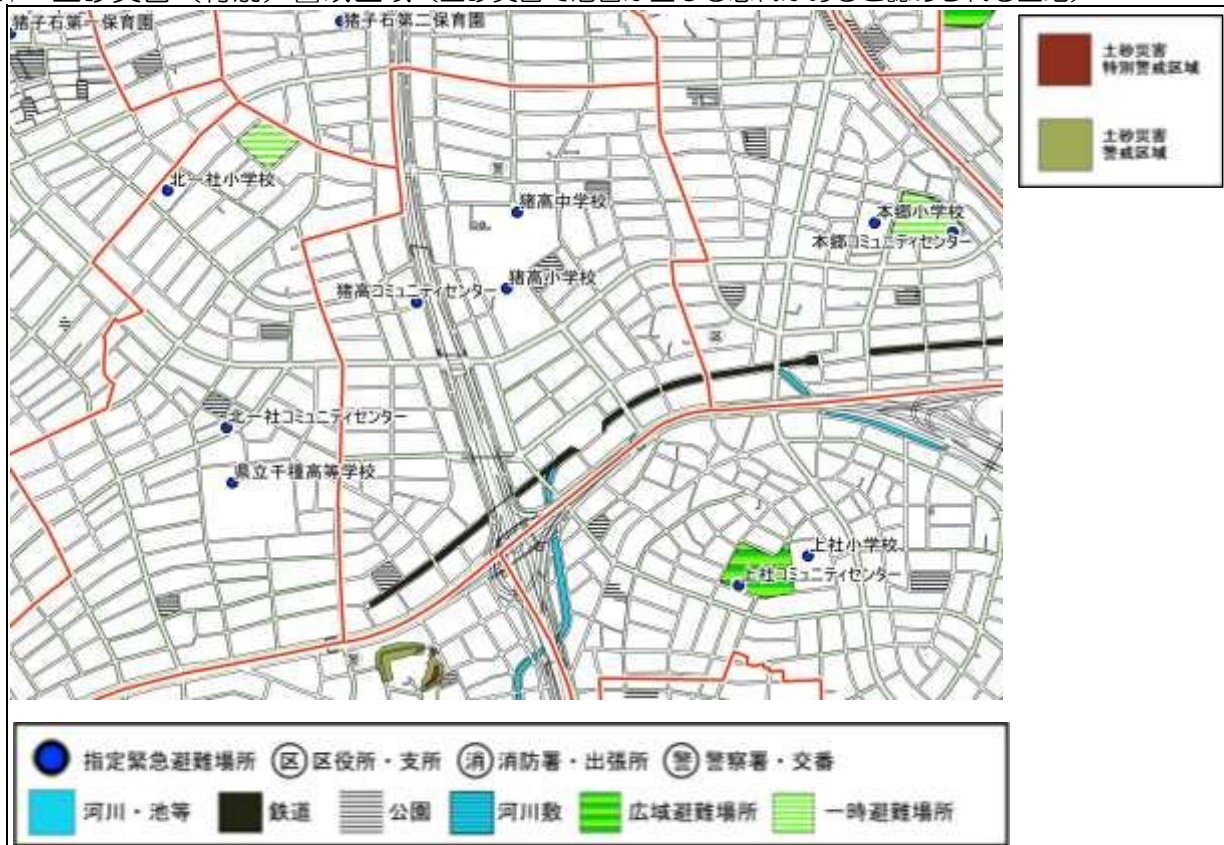 土砂災害
特別警戒区域
土砂災害
警戒区域
猪子石第一保育園
猪子石第二保育園
北一社小学校
猪高中学校
本郷小学校
本郷コミュニティセンター
猪高小学校
猪高コミュニティセンター
北一社コミュニティセンター
県立千種高等学校
上社小学校
上社コミュニティセンター
指定緊急避難場所 区 区役所・支所 消 消防署・出張所 警 警察署・交番
河川・池等 鉄道 公園 河川敷 広域避難場所 一時避難場所